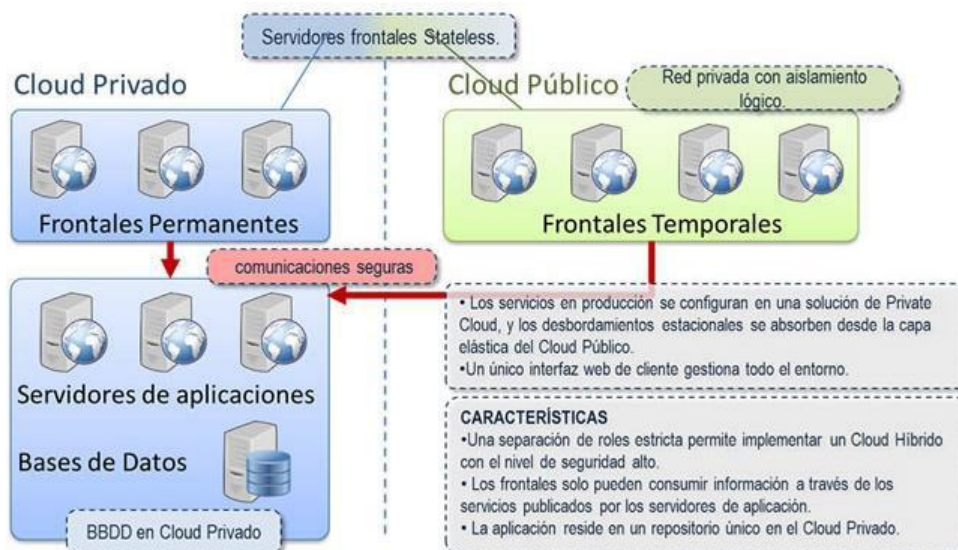 Servidores frontales Stateless.
Cloud Privado
Cloud Público
Red privada con aislamiento
lógico.
Frontales Permanentes
Frontales Temporales
comunicaciones seguras
Servidores de aplicaciones
Bases de Datos
BBDD en Cloud Privado
• Los servicios en producción se configuran en una solución de Private
Cloud, y los desbordamientos estacionales se absorben desde la capa
elástica del Cloud Público.
•Un único interfaz web de cliente gestiona todo el entorno.
CARACTERÍSTICAS
•Una separación de roles estricta permite implementar un Cloud Híbrido
con el nivel de seguridad alto.
• Los frontales solo pueden consumir información a través de los
servicios publicados por los servidores de aplicación.
• La aplicación reside en un repositorio único en el Cloud Privado.